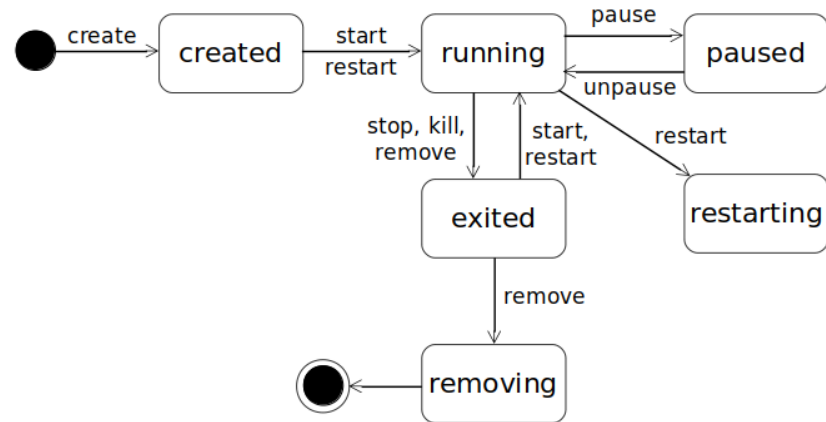 create
created
start
restart
running
pause
unpause
paused
stop, kill,
remove
start,
restart
restart
exited
restarting
remove
removing